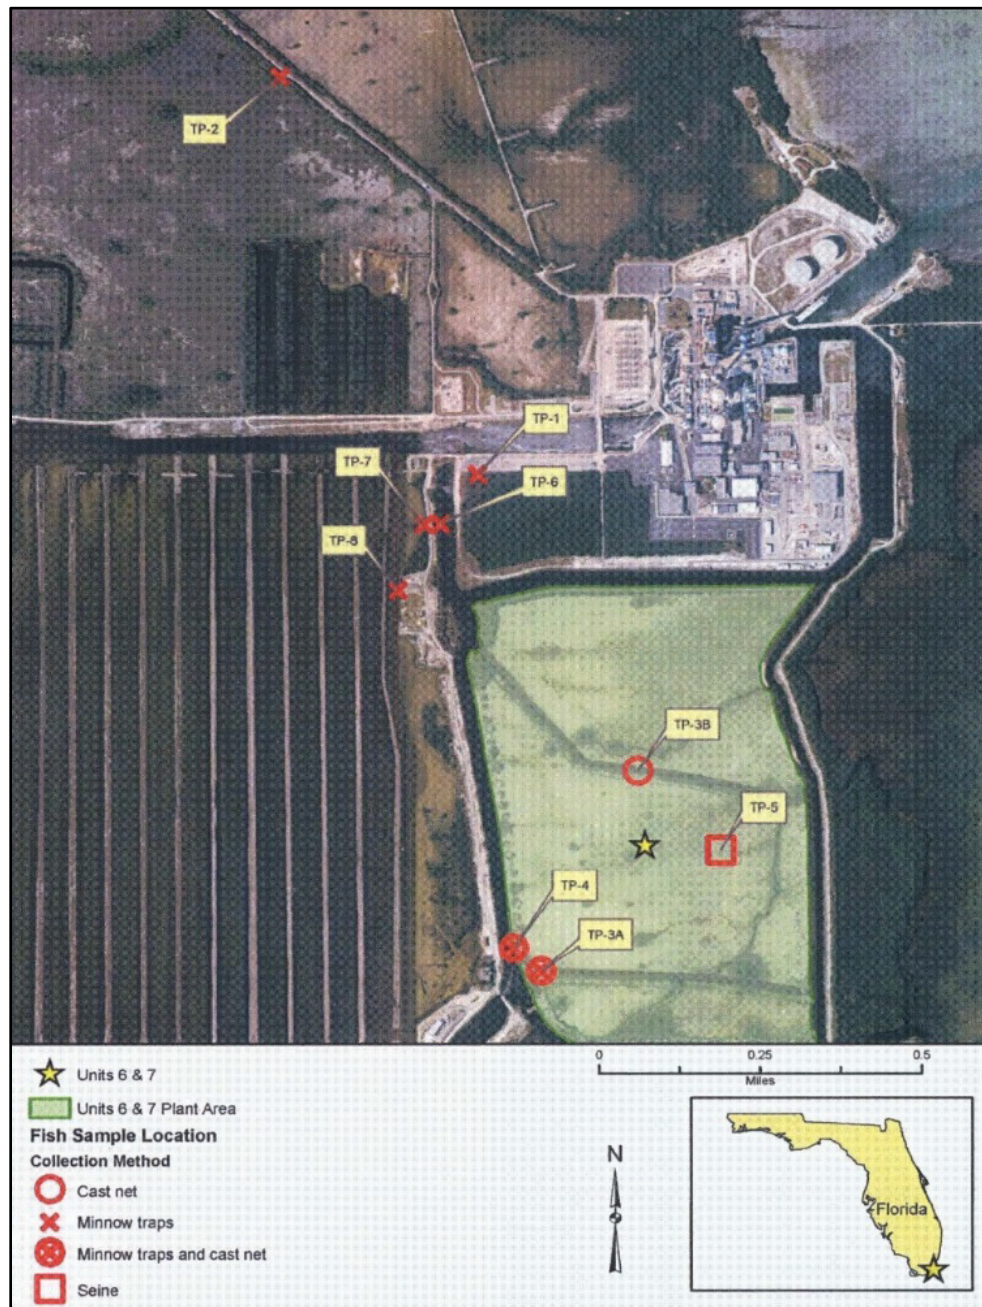 TP-2
TP-1
TP-7
TP-6
TP-8
TP-3B
TP-5
TP-4
TP-3A
Units 6 & 7
Units 6 & 7 Plant Area
Fish Sample Location
Collection Method
Cast net
Minnow traps
Minnow traps and cast net
Seine
0 0.25 0.5
Miles
N
Florida